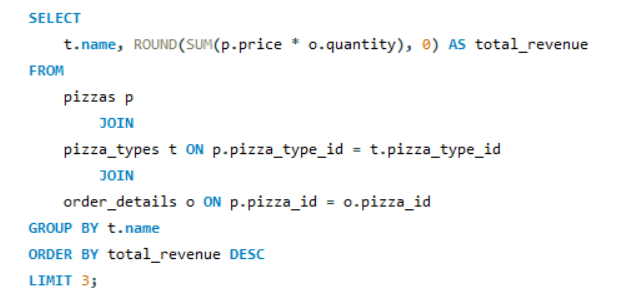 SELECT
t.name, ROUND(SUM(p.price * o.quantity), 0) AS total_revenue
FROM
pizzas p
JOIN
pizza_types t ON p.pizza_type_id = t.pizza_type_id
JOIN
order_details o ON p.pizza_id = o.pizza_id
GROUP BY t.name
ORDER BY total_revenue DESC
LIMIT 3;